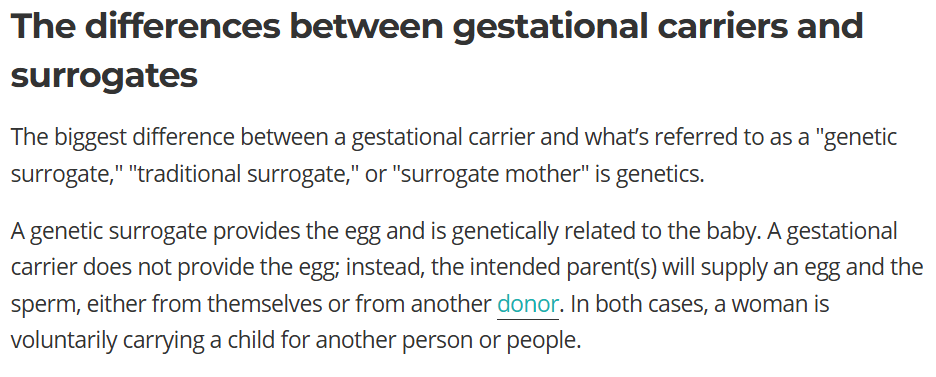 The differences between gestational carriers and
surrogates
The biggest difference between a gestational carrier and what’s referred to as a "genetic
surrogate," "traditional surrogate," or "surrogate mother" is genetics.
A genetic surrogate provides the egg and is genetically related to the baby. A gestational
carrier does not provide the egg; instead, the intended parent(s) will supply an egg and the
sperm, either from themselves or from another donor. In both cases, a woman is
voluntarily carrying a child for another person or people.